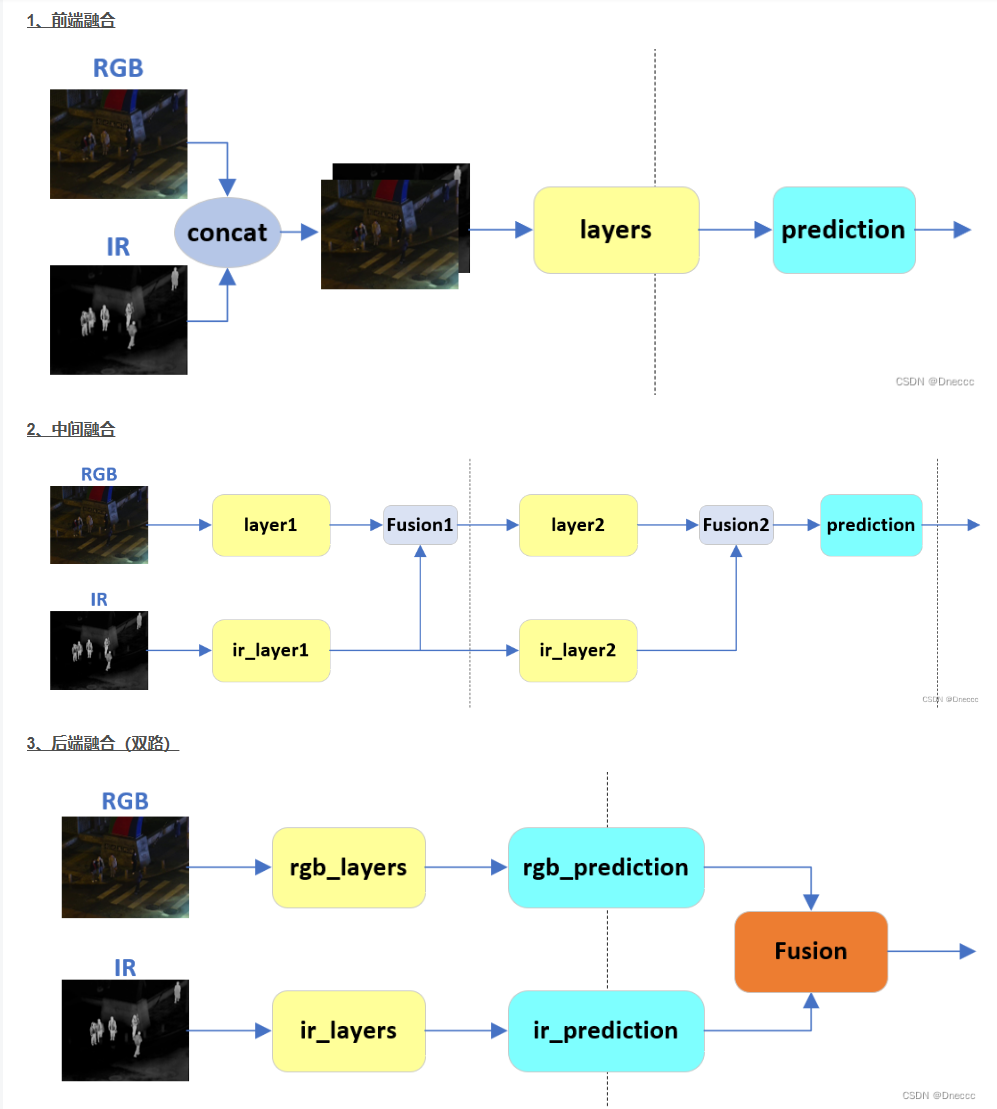 1、前端融合
RGB
IR
concat
layers
prediction
CSDN @Dneccc
2、中间融合
RGB
layer1
Fusion1
layer2
Fusion2
prediction
IR
ir_layer1
ir_layer2
CSDN @Dneccc
3、后端融合（双路）
RGB
rgb_layers
rgb_prediction
Fusion
IR
ir_layers
ir_prediction
CSDN @Dneccc